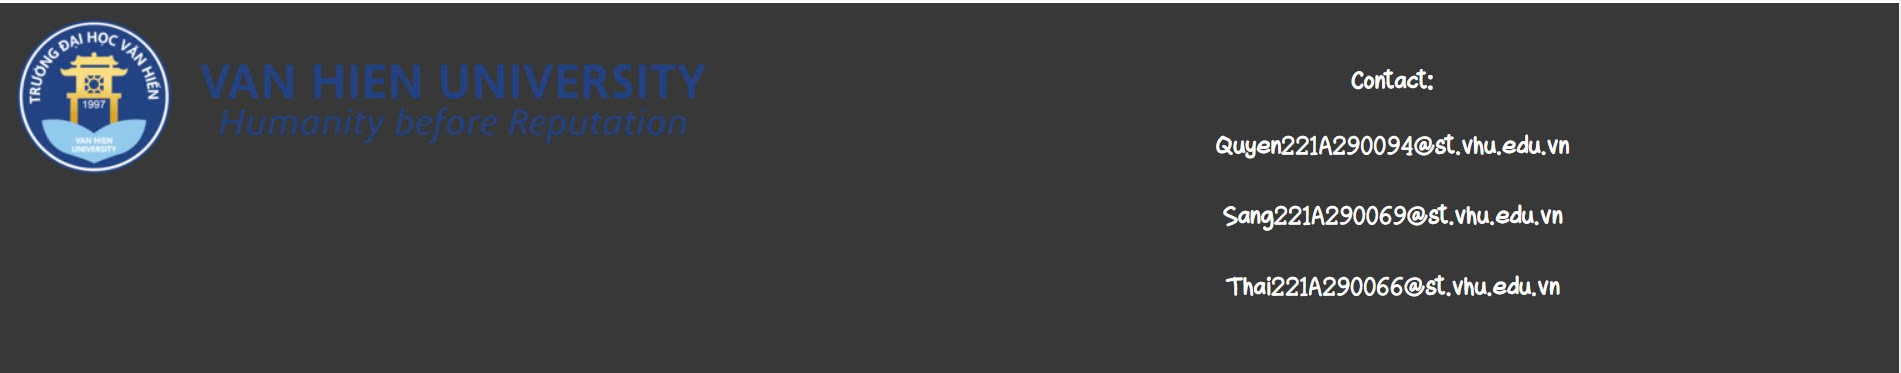 TRƯỜNG ĐẠI HỌC VĂN HIẾN
1997
VAN HIEN
UNIVERSITY
VAN HIEN UNIVERSITY
Humanity before Reputation
Contact:
Quyen221A290094@st.vhu.edu.vn
Sang221A290069@st.vhu.edu.vn
Thai221A290066@st.vhu.edu.vn